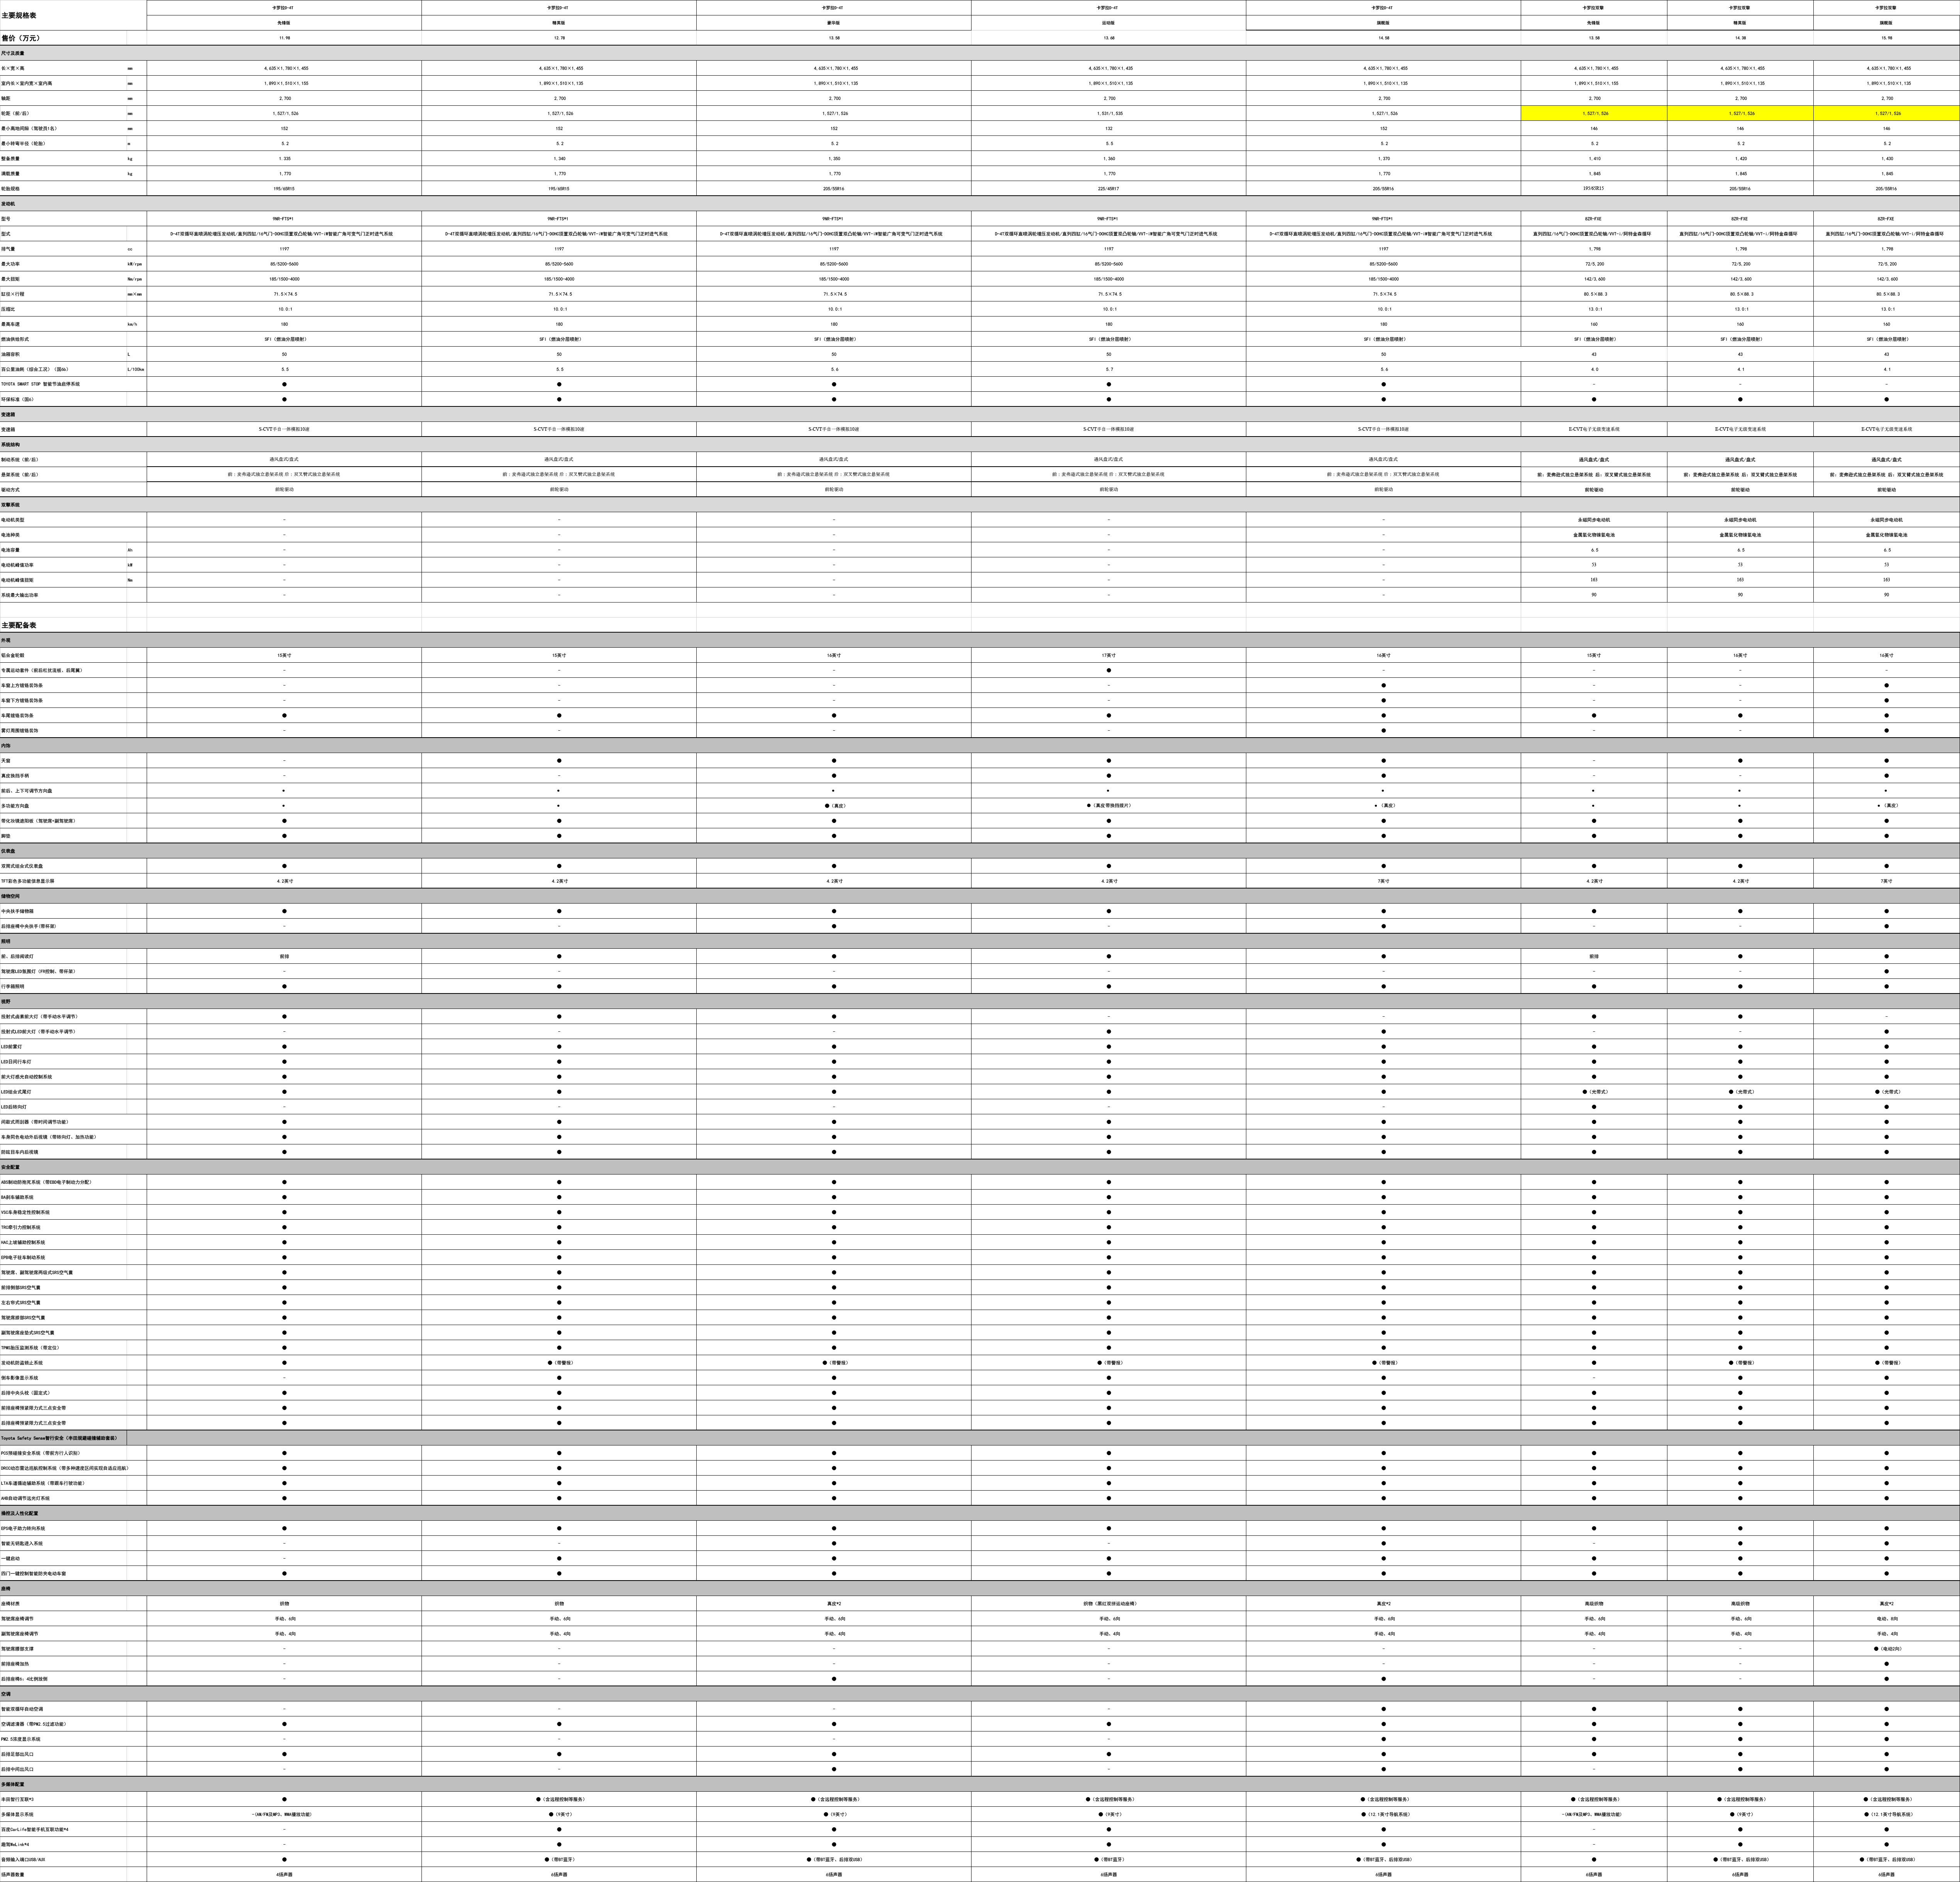 主要规格表 卡罗拉D-4T 卡罗拉D-4T 卡罗拉D-4T 卡罗拉D-4T 卡罗拉D-4T 卡罗拉双擎 卡罗拉双擎 卡罗拉双擎
先锋版 精英版 豪华版 运动版 旗舰版 先锋版 精英版 旗舰版
售价（万元） 11.98 12.78 13.58 13.68 14.58 13.58 14.38 15.98
尺寸及质量
长×宽×高 mm 4,635×1,780×1,455 4,635×1,780×1,455 4,635×1,780×1,455 4,635×1,780×1,435 4,635×1,780×1,455 4,635×1,780×1,455 4,635×1,780×1,455 4,635×1,780×1,455
室内长×室内宽×室内高 mm 1,890×1,510×1,155 1,890×1,510×1,135 1,890×1,510×1,135 1,890×1,510×1,135 1,890×1,510×1,135 1,890×1,510×1,155 1,890×1,510×1,135 1,890×1,510×1,135
轴距 mm 2,700 2,700 2,700 2,700 2,700 2,700 2,700 2,700
轮距（前/后） mm 1,527/1,526 1,527/1,526 1,527/1,526 1,531/1,535 1,527/1,526 1,527/1,526 1,527/1,526 1,527/1,526
最小离地间隙（驾驶员1名） mm 152 152 152 132 152 146 146 146
最小转弯半径（轮胎） m 5.2 5.2 5.2 5.5 5.2 5.2 5.2 5.2
整备质量 kg 1,335 1,340 1,350 1,360 1,370 1,410 1,420 1,430
满载质量 kg 1,770 1,770 1,770 1,770 1,770 1,845 1,845 1,845
轮胎规格 195/65R15 195/65R15 205/55R16 225/45R17 205/55R16 195/65R15 205/55R16 205/55R16
发动机
型号 9NR-FTS*1 9NR-FTS*1 9NR-FTS*1 9NR-FTS*1 9NR-FTS*1 8ZR-FXE 8ZR-FXE 8ZR-FXE
型式 D-4T双循环直喷涡轮增压发动机/直列四缸/16气门-DOHC顶置双凸轮轴/VVT-iW智能广角可变气门正时进气系统 D-4T双循环直喷涡轮增压发动机/直列四缸/16气门-DOHC顶置双凸轮轴/VVT-iW智能广角可变气门正时进气系统 D-4T双循环直喷涡轮增压发动机/直列四缸/16气门-DOHC顶置双凸轮轴/VVT-iW智能广角可变气门正时进气系统 D-4T双循环直喷涡轮增压发动机/直列四缸/16气门-DOHC顶置双凸轮轴/VVT-iW智能广角可变气门正时进气系统 D-4T双循环直喷涡轮增压发动机/直列四缸/16气门-DOHC顶置双凸轮轴/VVT-iW智能广角可变气门正时进气系统 直列四缸/16气门-DOHC顶置双凸轮轴/VVT-i/阿特金森循环 直列四缸/16气门-DOHC顶置双凸轮轴/VVT-i/阿特金森循环 直列四缸/16气门-DOHC顶置双凸轮轴/VVT-i/阿特金森循环
排气量 cc 1197 1197 1197 1197 1197 1,798 1,798 1,798
最大功率 kW/rpm 85/5200-5600 85/5200-5600 85/5200-5600 85/5200-5600 85/5200-5600 72/5,200 72/5,200 72/5,200
最大扭矩 Nm/rpm 185/1500-4000 185/1500-4000 185/1500-4000 185/1500-4000 185/1500-4000 142/3,600 142/3,600 142/3,600
缸径×行程 mm×mm 71.5×74.5 71.5×74.5 71.5×74.5 71.5×74.5 71.5×74.5 80.5×88.3 80.5×88.3 80.5×88.3
压缩比 10.0:1 10.0:1 10.0:1 10.0:1 10.0:1 13.0:1 13.0:1 13.0:1
最高车速 km/h 180 180 180 180 180 160 160 160
燃油供给形式 SFI（燃油分层喷射） SFI（燃油分层喷射） SFI（燃油分层喷射） SFI（燃油分层喷射） SFI（燃油分层喷射） SFI（燃油分层喷射） SFI（燃油分层喷射） SFI（燃油分层喷射）
油箱容积 L 50 50 50 50 50 43 43 43
百公里油耗（综合工况）（国Ⅵ） L/100km 5.5 5.5 5.6 5.7 5.6 4.0 4.1 4.1
TOYOTA SMART STOP 智能节油启停系统 ● ● ● ● ● - - -
环保标准（国6） ● ● ● ● ● ● ● ●
变速箱
变速箱 S-CVT手自一体模拟10速 S-CVT手自一体模拟10速 S-CVT手自一体模拟10速 S-CVT手自一体模拟10速 S-CVT手自一体模拟10速 E-CVT电子无级变速系统 E-CVT电子无级变速系统 E-CVT电子无级变速系统
系统结构
制动系统（前/后） 通风盘式/盘式 通风盘式/盘式 通风盘式/盘式 通风盘式/盘式 通风盘式/盘式 通风盘式/盘式 通风盘式/盘式 通风盘式/盘式
悬架系统（前/后） 前：麦弗逊式独立悬架系统 后：双叉臂式独立悬架系统 前：麦弗逊式独立悬架系统 后：双叉臂式独立悬架系统 前：麦弗逊式独立悬架系统 后：双叉臂式独立悬架系统 前：麦弗逊式独立悬架系统 后：双叉臂式独立悬架系统 前：麦弗逊式独立悬架系统 后：双叉臂式独立悬架系统 前：麦弗逊式独立悬架系统 后：双叉臂式独立悬架系统 前：麦弗逊式独立悬架系统 后：双叉臂式独立悬架系统 前：麦弗逊式独立悬架系统 后：双叉臂式独立悬架系统
驱动方式 前轮驱动 前轮驱动 前轮驱动 前轮驱动 前轮驱动 前轮驱动 前轮驱动 前轮驱动
双擎系统
电动机类型 - - - - - 永磁同步电动机 永磁同步电动机 永磁同步电动机
电池种类 - - - - - 金属氢化物镍氢电池 金属氢化物镍氢电池 金属氢化物镍氢电池
电池容量 Ah - - - - - 6.5 6.5 6.5
电动机峰值功率 kW - - - - - 53 53 53
电动机峰值扭矩 Nm - - - - - 163 163 163
系统最大输出功率 - - - - - 90 90 90
主要配备表
外观
铝合金轮毂 15英寸 15英寸 16英寸 17英寸 16英寸 15英寸 16英寸 16英寸
专属运动套件（前后杠扰流板、后尾翼） - - - ● - - - -
车窗上方镀铬装饰条 - - - - ● - - ●
车窗下方镀铬装饰条 - - - - ● - - ●
车尾镀铬装饰条 ● ● ● ● ● ● ● ●
雾灯周围镀铬装饰 - - - - ● - - ●
内饰
天窗 - ● ● ● ● - ● ●
真皮换挡手柄 - - ● ● ● - - ●
前后、上下可调节方向盘 ● ● ● ● ● ● ● ●
多功能方向盘 ● ● ●（真皮） ●（真皮带换挡拨片） ●（真皮） ● ● ●（真皮）
带化妆镜遮阳板（驾驶席+副驾驶席） ● ● ● ● ● ● ● ●
脚垫 ● ● ● ● ● ● ● ●
仪表盘
双筒式组合式仪表盘 ● ● ● ● ● ● ● ●
TFT彩色多功能信息显示屏 4.2英寸 4.2英寸 4.2英寸 4.2英寸 7英寸 4.2英寸 4.2英寸 7英寸
储物空间
中央扶手储物箱 ● ● ● ● ● ● ● ●
后排座椅中央扶手(带杯架) - - ● ● ● - - ●
照明
前、后排阅读灯 前排 ● ● ● ● 前排 ● ●
驾驶席LED氛围灯（FR控制、带杯架） - - - - - - - ●
行李箱照明 ● ● ● ● ● ● ● ●
视野
投射式卤素前大灯（带手动水平调节） ● ● ● - - ● ● -
投射式LED前大灯（带手动水平调节） - - - ● ● - - ●
LED前雾灯 ● ● ● ● ● ● ● ●
LED日间行车灯 ● ● ● ● ● ● ● ●
前大灯感光自动控制系统 ● ● ● ● ● ● ● ●
LED组合式尾灯 ● ● ● ● ● ●（光带式） ●（光带式） ●（光带式）
LED后转向灯 - - - - - ● ● ●
间歇式雨刮器（带时间调节功能） ● ● ● ● ● ● ● ●
车身同色电动外后视镜（带转向灯、加热功能） ● ● ● ● ● ● ● ●
防眩目车内后视镜 ● ● ● ● ● ● ● ●
安全配置
ABS制动防抱死系统（带EBD电子制动力分配） ● ● ● ● ● ● ● ●
BA刹车辅助系统 ● ● ● ● ● ● ● ●
VSC车身稳定性控制系统 ● ● ● ● ● ● ● ●
TRC牵引力控制系统 ● ● ● ● ● ● ● ●
HAC上坡辅助控制系统 ● ● ● ● ● ● ● ●
EPB电子驻车制动系统 ● ● ● ● ● ● ● ●
驾驶席、副驾驶席两级式SRS空气囊 ● ● ● ● ● ● ● ●
前排侧部SRS空气囊 ● ● ● ● ● ● ● ●
左右帘式SRS空气囊 ● ● ● ● ● ● ● ●
驾驶席膝部SRS空气囊 ● ● ● ● ● ● ● ●
副驾驶席座垫式SRS空气囊 ● ● ● ● ● ● ● ●
TPMS胎压监测系统（带定位） ● ● ● ● ● ● ● ●
发动机防盗锁止系统 ● ●（带警报） ●（带警报） ●（带警报） ●（带警报） ● ●（带警报） ●（带警报）
倒车影像显示系统 - ● ● ● ● - ● ●
后排中央头枕（固定式） ● ● ● ● ● ● ● ●
前排座椅预紧限力式三点安全带 ● ● ● ● ● ● ● ●
后排座椅预紧限力式三点安全带 ● ● ● ● ● ● ● ●
Toyota Safety Sense智行安全（丰田规避碰撞辅助套装）
PCS预碰撞安全系统（带前方行人识别） ● ● ● ● ● ● ● ●
DRCC动态雷达巡航控制系统（带多种速度区间实现自适应巡航） ● ● ● ● ● ● ● ●
LTA车道循迹辅助系统（带跟车行驶功能） ● ● ● ● ● ● ● ●
AHB自动调节远光灯系统 ● ● ● ● ● ● ● ●
操控及人性化配置
EPS电子助力转向系统 ● ● ● ● ● ● ● ●
智能无钥匙进入系统 - - ● ● ● - ● ●
一键启动 - ● ● ● ● ● ● ●
四门一键控制智能防夹电动车窗 ● ● ● ● ● ● ● ●
座椅
座椅材质 织物 织物 真皮*2 织物（黑红双拼运动座椅） 真皮*2 高级织物 高级织物 真皮*2
驾驶席座椅调节 手动、6向 手动、6向 手动、6向 手动、6向 手动、6向 手动、6向 手动、6向 电动、8向
副驾驶席座椅调节 手动、4向 手动、4向 手动、4向 手动、4向 手动、4向 手动、4向 手动、4向 手动、4向
驾驶席腰部支撑 - - - - - - - ●（电动2向）
前排座椅加热 - - - - - - - ●
后排座椅6：4比例放倒 - - ● ● ● - - ●
空调
智能双循环自动空调 - - - - ● ● ● ●
空调滤清器（带PM2.5过滤功能） ● ● ● ● ● ● ● ●
PM2.5浓度显示系统 - - - - ● ● ● ●
后排足部出风口 ● ● ● ● ● ● ● ●
后排中间出风口 - - ● ● ● - ● ●
多媒体配置
丰田智行互联*3 ● ●（含远程控制等服务） ●（含远程控制等服务） ●（含远程控制等服务） ●（含远程控制等服务） ●（含远程控制等服务） ●（含远程控制等服务） ●（含远程控制等服务）
多媒体显示系统 -(AM/FM及MP3、WMA播放功能) ●（9英寸） ●（9英寸） ●（9英寸） ●（12.1英寸导航系统） -(AM/FM及MP3、WMA播放功能) ●（9英寸） ●（12.1英寸导航系统）
百度CarLife智能手机互联功能*4 - ● ● ● ● - ● ●
趣驾WeLink*4 - ● ● ● ● - ● ●
音频输入端口USB/AUX ● ●（带BT蓝牙） ●（带BT蓝牙、后排双USB） ●（带BT蓝牙） ●（带BT蓝牙、后排双USB） ● ●（带BT蓝牙、后排双USB） ●（带BT蓝牙、后排双USB）
扬声器数量 4扬声器 6扬声器 6扬声器 6扬声器 6扬声器 6扬声器 6扬声器 6扬声器